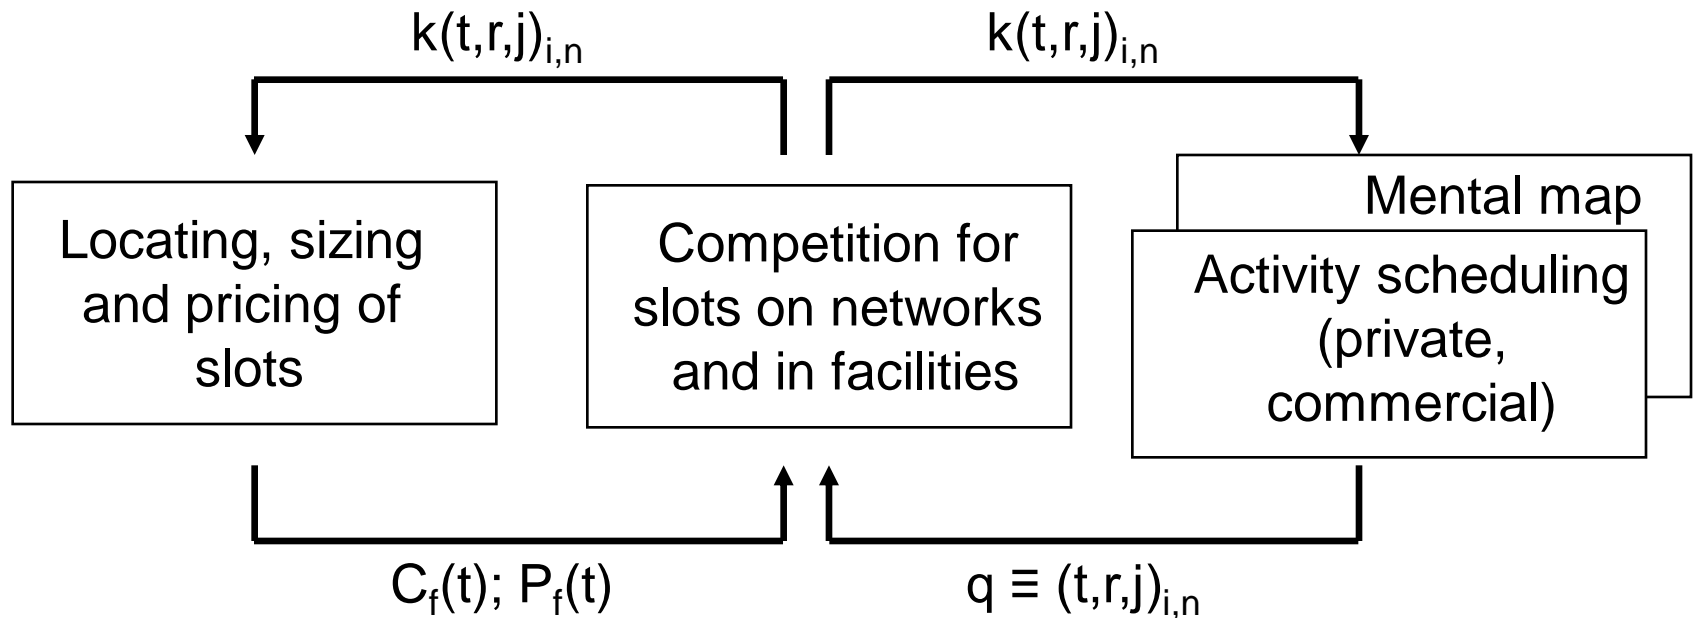 k(t,r,j)i,n
k(t,r,j)i,n
Locating, sizing
and pricing of
slots
Competition for
slots on networks
and in facilities
Mental map
Activity scheduling
(private,
commercial)
Cf(t); Pf(t)
q ≡ (t,r,j)i,n